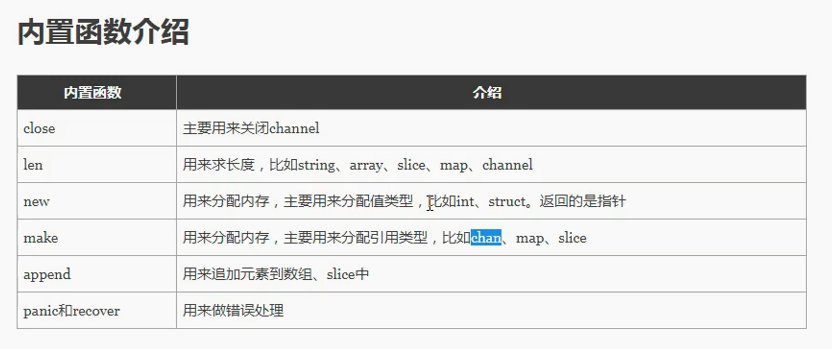 内置函数介绍
内置函数 介绍
close 主要用来关闭channel
len 用来求长度，比如string、array、slice、map、channel
new 用来分配内存，主要用来分配值类型，比如int、struct。返回的是指针
make 用来分配内存，主要用来分配引用类型，比如chan、map、slice
append 用来追加元素到数组、slice中
panic和recover 用来做错误处理